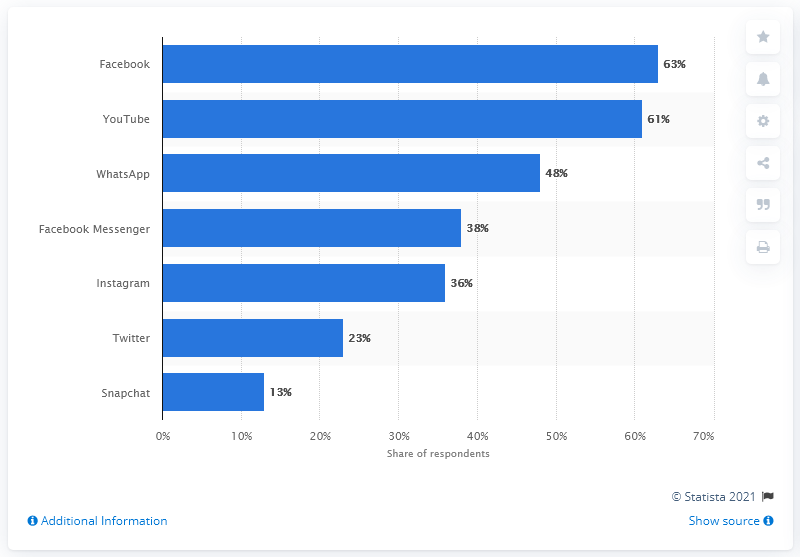 Facebook 63%
YouTube 61%
WhatsApp 48%
Facebook Messenger 38%
Instagram 36%
Twitter 23%
Snapchat 13%
0% 10% 20% 30% 40% 50% 60% 70%
Share of respondents
© Statista 2021
Additional Information Show source